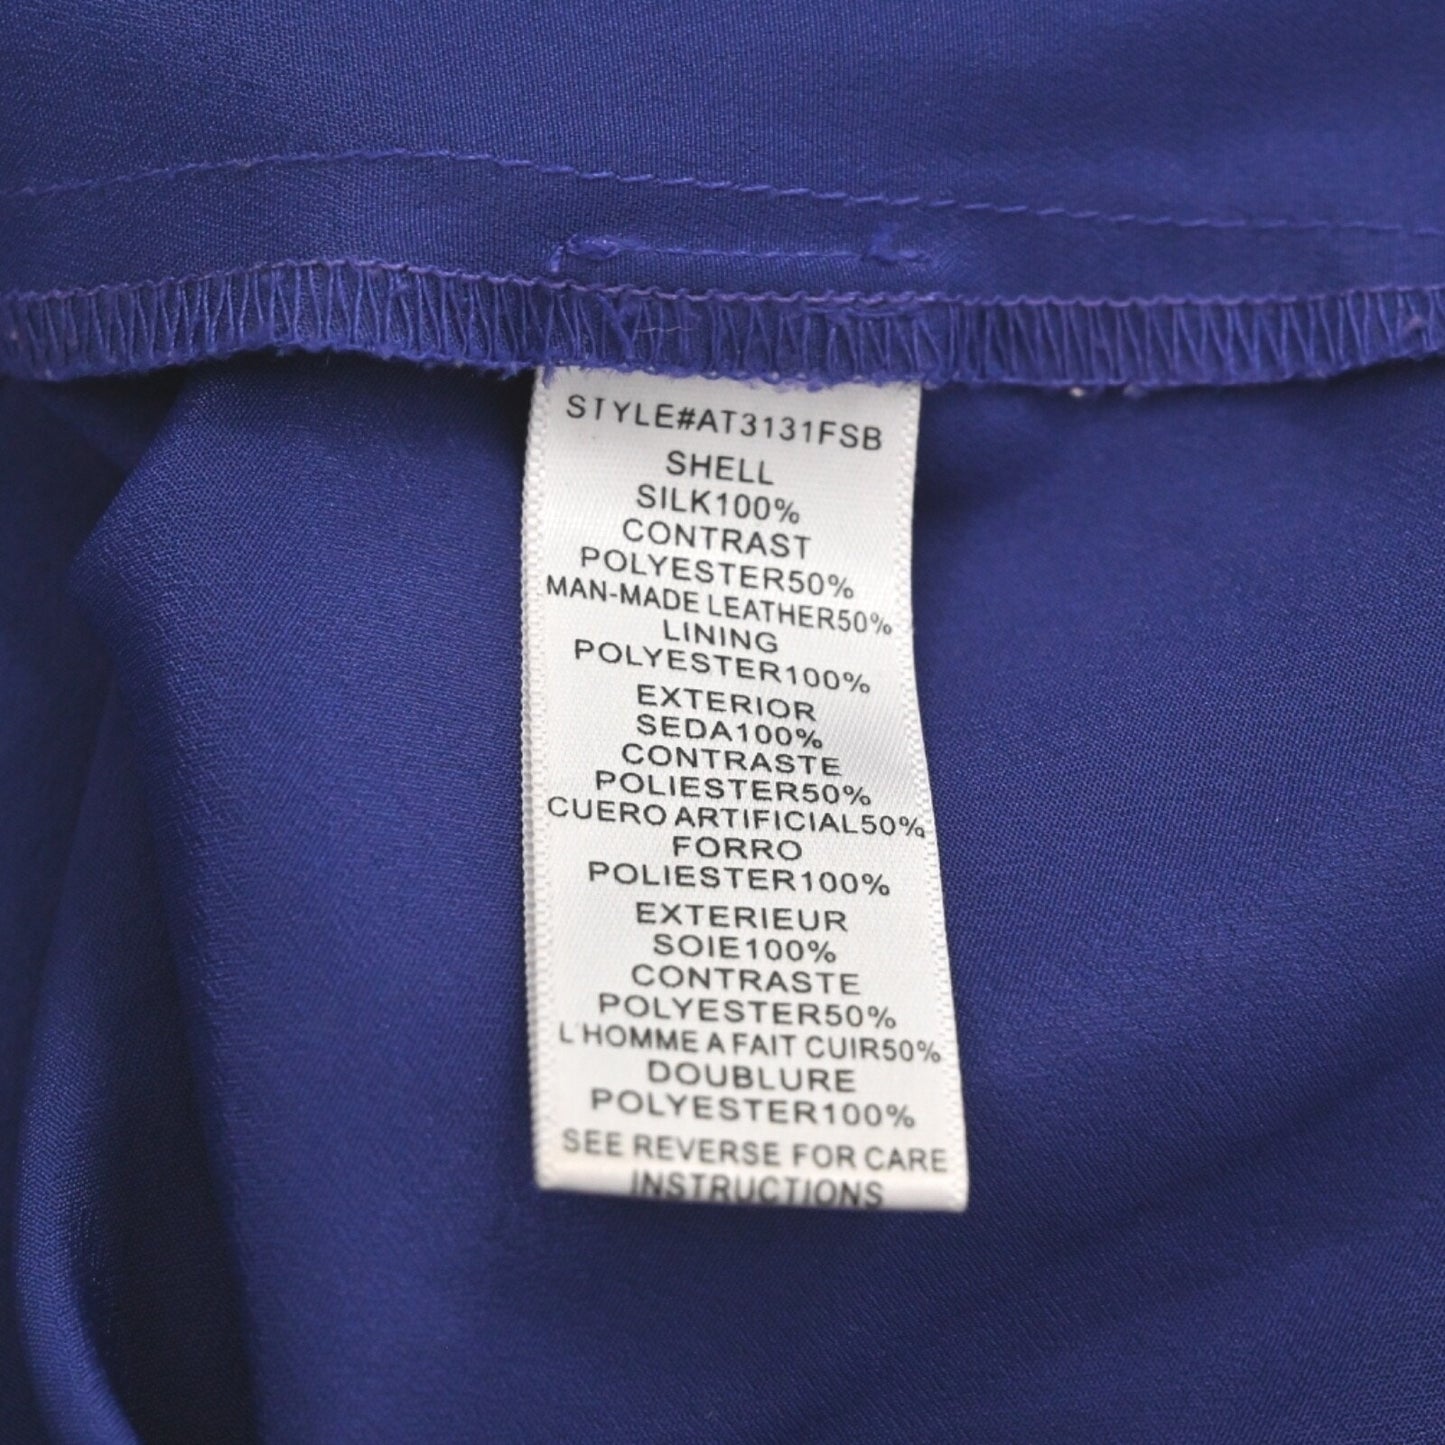 STYLE#AT3131FSB
SHELL
SILK100%
CONTRAST
POLYESTER50%
MAN-MADE LEATHER50%
LINING
POLYESTER100%
EXTERIOR
SEDA100%
CONTRASTE
POLIESTER50%
CUERO ARTIFICIAL50%
FORRO
POLIESTER100%
EXTERIEUR
SOIE100%
CONTRASTE
POLYESTER50%
L'HOMME A FAIT CUIR50%
DOUBLURE
POLYESTER100%
SEE REVERSE FOR CARE
INSTRUCTIONS